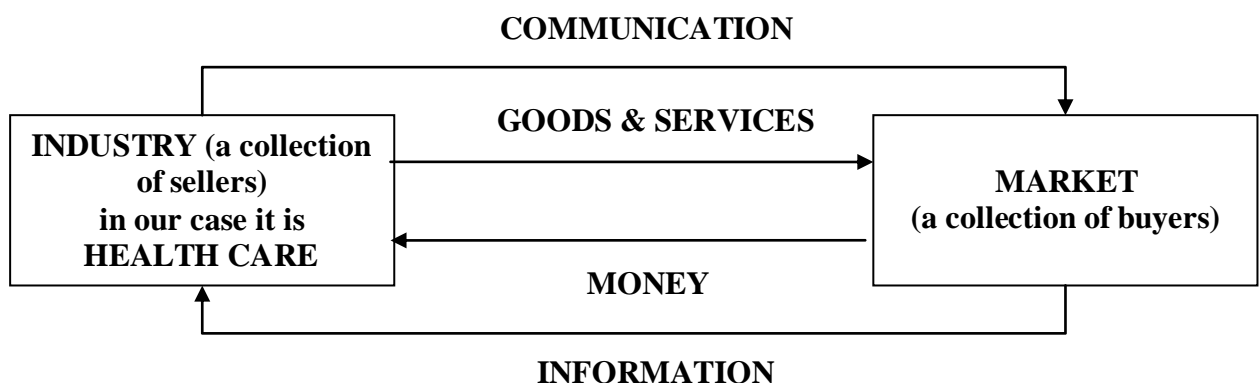 COMMUNICATION
GOODS & SERVICES
INDUSTRY (a collection
of sellers)
in our case it is
HEALTH CARE
MARKET
(a collection of buyers)
MONEY
INFORMATION